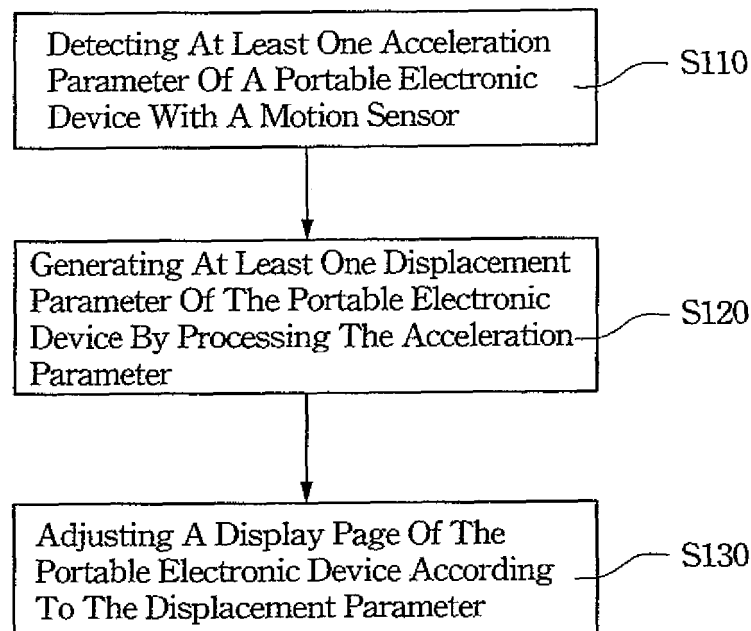 Detecting At Least One Acceleration
Parameter Of A Portable Electronic
Device With A Motion Sensor
S110
Generating At Least One Displacement
Parameter Of The Portable Electronic
Device By Processing The Acceleration
Parameter
S120
Adjusting A Display Page Of The
Portable Electronic Device According
To The Displacement Parameter
S130